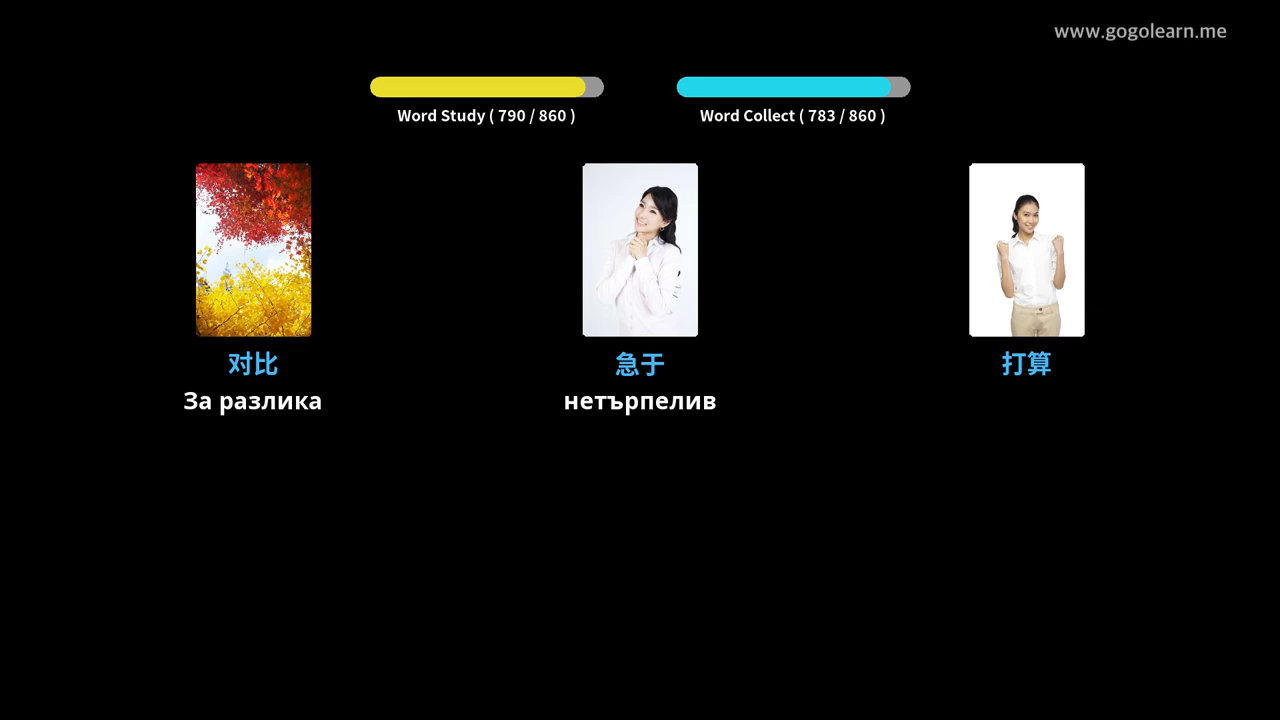 www.gogolearn.me
Word Study ( 790 / 860 )
Word Collect ( 783 / 860 )
对比
急于
打算
За разлика
нетърпелив